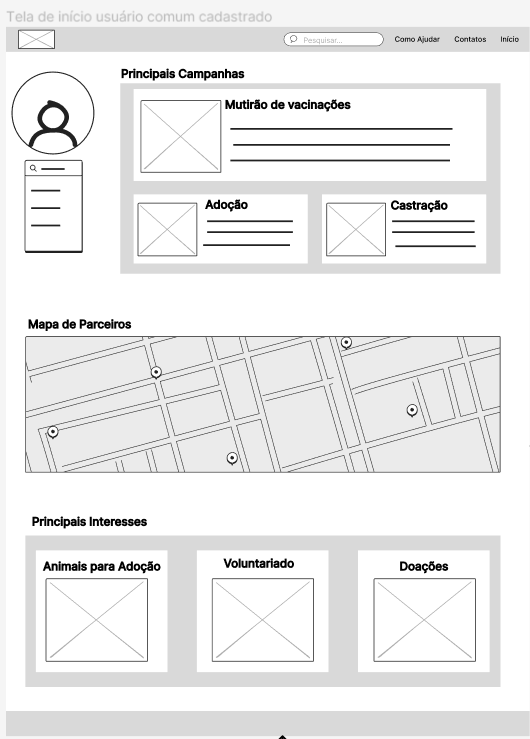 Tela de início usuário comum cadastrado
Pesquisar...
Como Ajudar
Contatos
Início
Principais Campanhas
Mutirão de vacinações
Adoção
Castração
Mapa de Parceiros
Principais Interesses
Animais para Adoção
Voluntariado
Doações